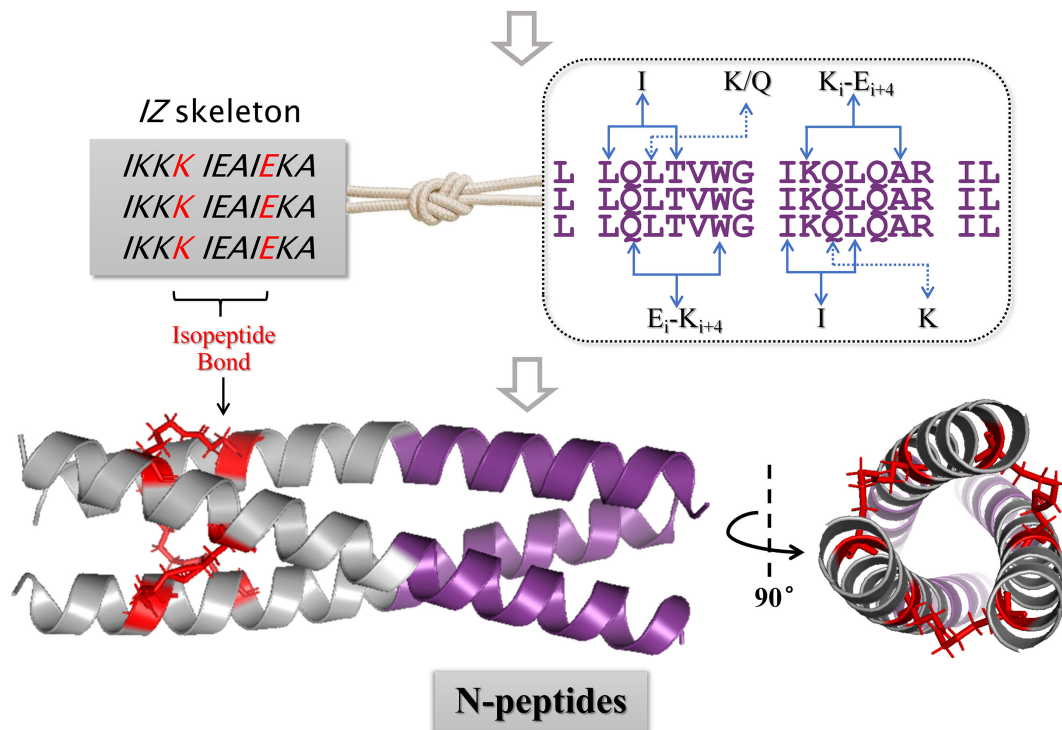 I K/Q Kᵢ-Eᵢ₊₄
IZ skeleton
IKKK IEAIEKA
IKKK IEAIEKA
IKKK IEAIEKA
L LQLTVWG IKQLQAR IL
L LQLTVWG IKQLQAR IL
L LQLTVWG IKQLQAR IL
Eᵢ-Kᵢ₊₄ I K
Isopeptide
Bond
90°
N-peptides